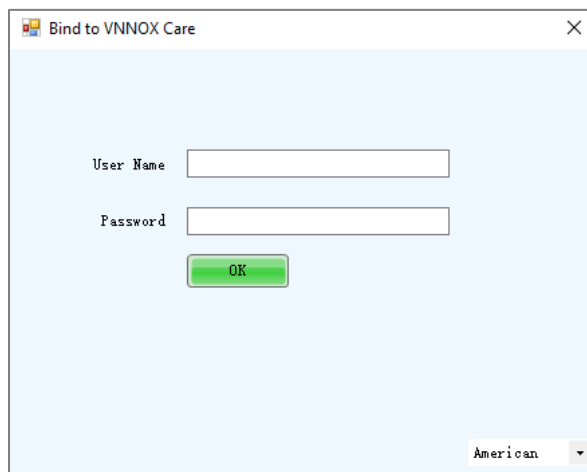 Bind to VNNOX Care
User Name
Password
OK
American